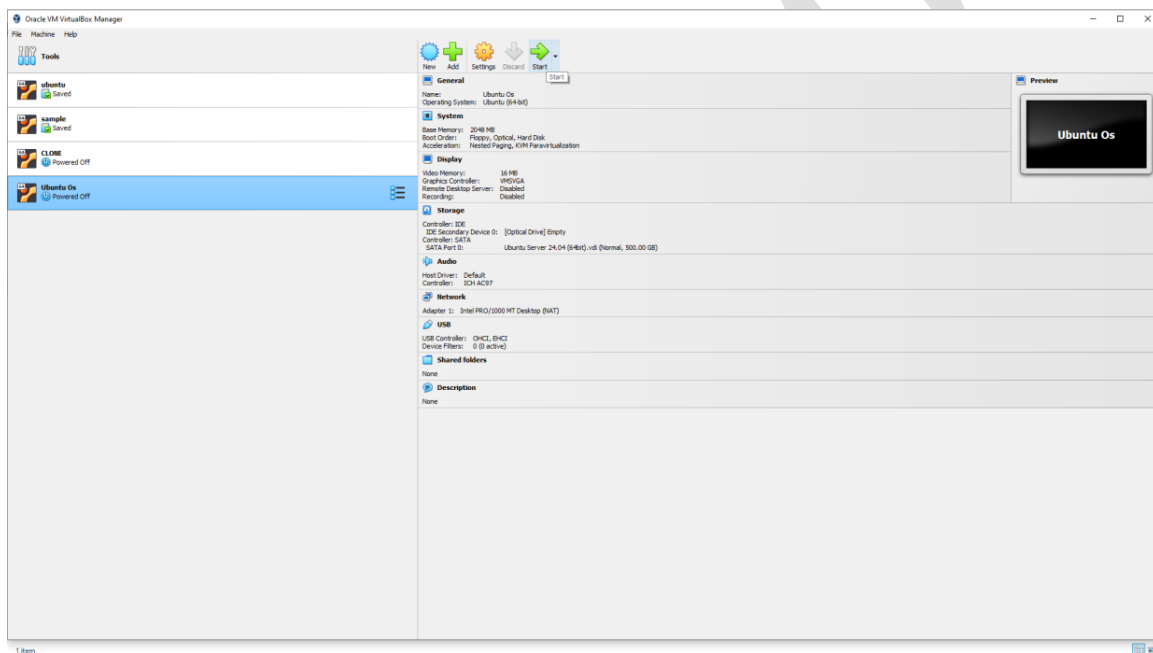 Oracle VM VirtualBox Manager
File Machine Help
Tools
ubuntu
Saved
sample
Saved
CLONE
Powered Off
Ubuntu Os
Powered Off
New Add Settings Discard Start
Start
General
Name: Ubuntu Os
Operating System: Ubuntu (64-bit)
System
Base Memory: 2048 MB
Boot Order: Floppy, Optical, Hard Disk
Acceleration: Nested Paging, KVM Paravirtualization
Display
Video Memory: 16 MB
Graphics Controller: VMSVGA
Remote Desktop Server: Disabled
Recording: Disabled
Storage
Controller: IDE
IDE Secondary Device 0: [Optical Drive] Empty
Controller: SATA
SATA Port 0: Ubuntu Server 24.04 (64bit).vdi (Normal, 500.00 GB)
Audio
Host Driver: Default
Controller: ICH AC97
Network
Adapter 1: Intel PRO/1000 MT Desktop (NAT)
USB
USB Controller: OHCI, EHCI
Device Filters: 0 (0 active)
Shared folders
None
Description
None
Preview
Ubuntu Os
1 item